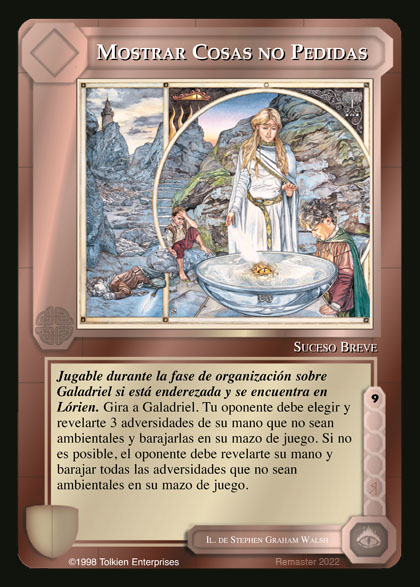 Mostrar Cosas no Pedidas
Suceso Breve
Jugable durante la fase de organización sobre
Galadriel si está enderezada y se encuentra en
Lórien. Gira a Galadriel. Tu oponente debe elegir y
revelarte 3 adversidades de su mano que no sean
ambientales y barajarlas en su mazo de juego. Si no
es posible, el oponente debe revelarte su mano y
barajar todas las adversidades que no sean
ambientales en su mazo de juego.
9
Il. de Stephen Graham Walsh
©1998 Tolkien Enterprises
Remaster 2022